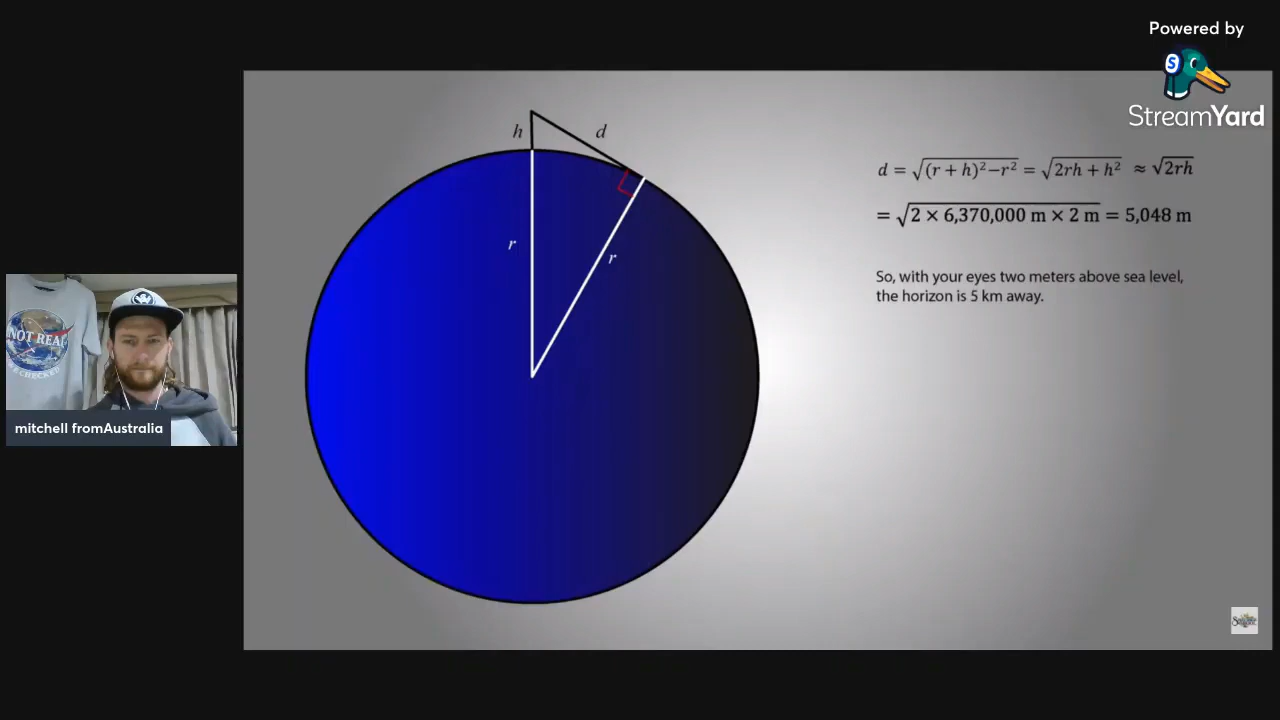 Powered by
S
StreamYard
h
d
d = √(r + h)²−r² = √2rh + h² ≈ √2rh
= √2 × 6,370,000 m × 2 m = 5,048 m
r
r
So, with your eyes two meters above sea level,
the horizon is 5 km away.
NOT REAL
CHECKED
mitchell fromAustralia